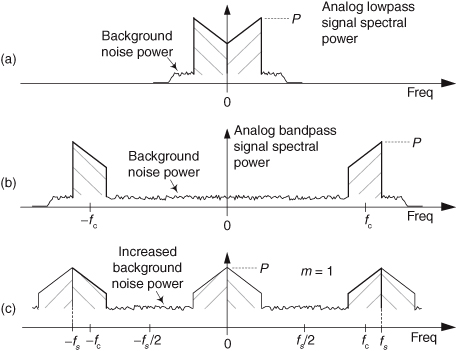 P
Analog lowpass
signal spectral
power
Background
noise power
(a)
0
Freq
Analog bandpass
signal spectral
power
P
Background
noise power
(b)
–fc
0
fc
Freq
Increased
background
noise power
P
m = 1
(c)
–fs
–fc
–fs/2
0
fs/2
fc
fs
Freq